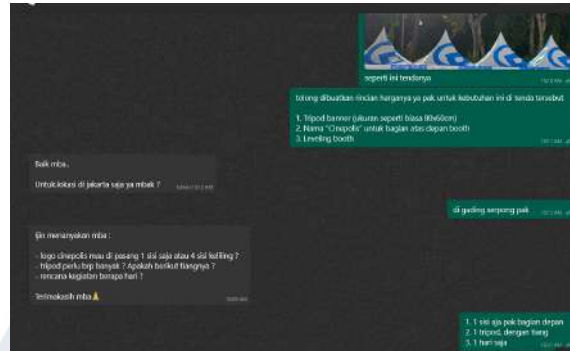 seperti ini tendanya
tolong dibuatkan rincian harganya ya pak untuk kebutuhan ini di tenda tersebut
1. Tripod banner (ukuran seperti biasa 80x60cm)
2. Nama "Cinepolis" untuk bagian atas depan booth
3. Leveling booth
Baik mba..
Untuk lokasi di jakarta saja ya mbak ?
di gading serpong pak
Ijin menanyakan mba :
- logo cinepolis mau di pasang 1 sisi saja atau 4 sisi keliling ?
- tripod perlu brp banyak ? Apakah berikut tiangnya ?
- rencana kegiatan berapa hari ?
Terimakasih mba🙏
1. 1 sisi aja pak bagian depan
2. 1 tripod, dengan tiang
3. 1 hari saja